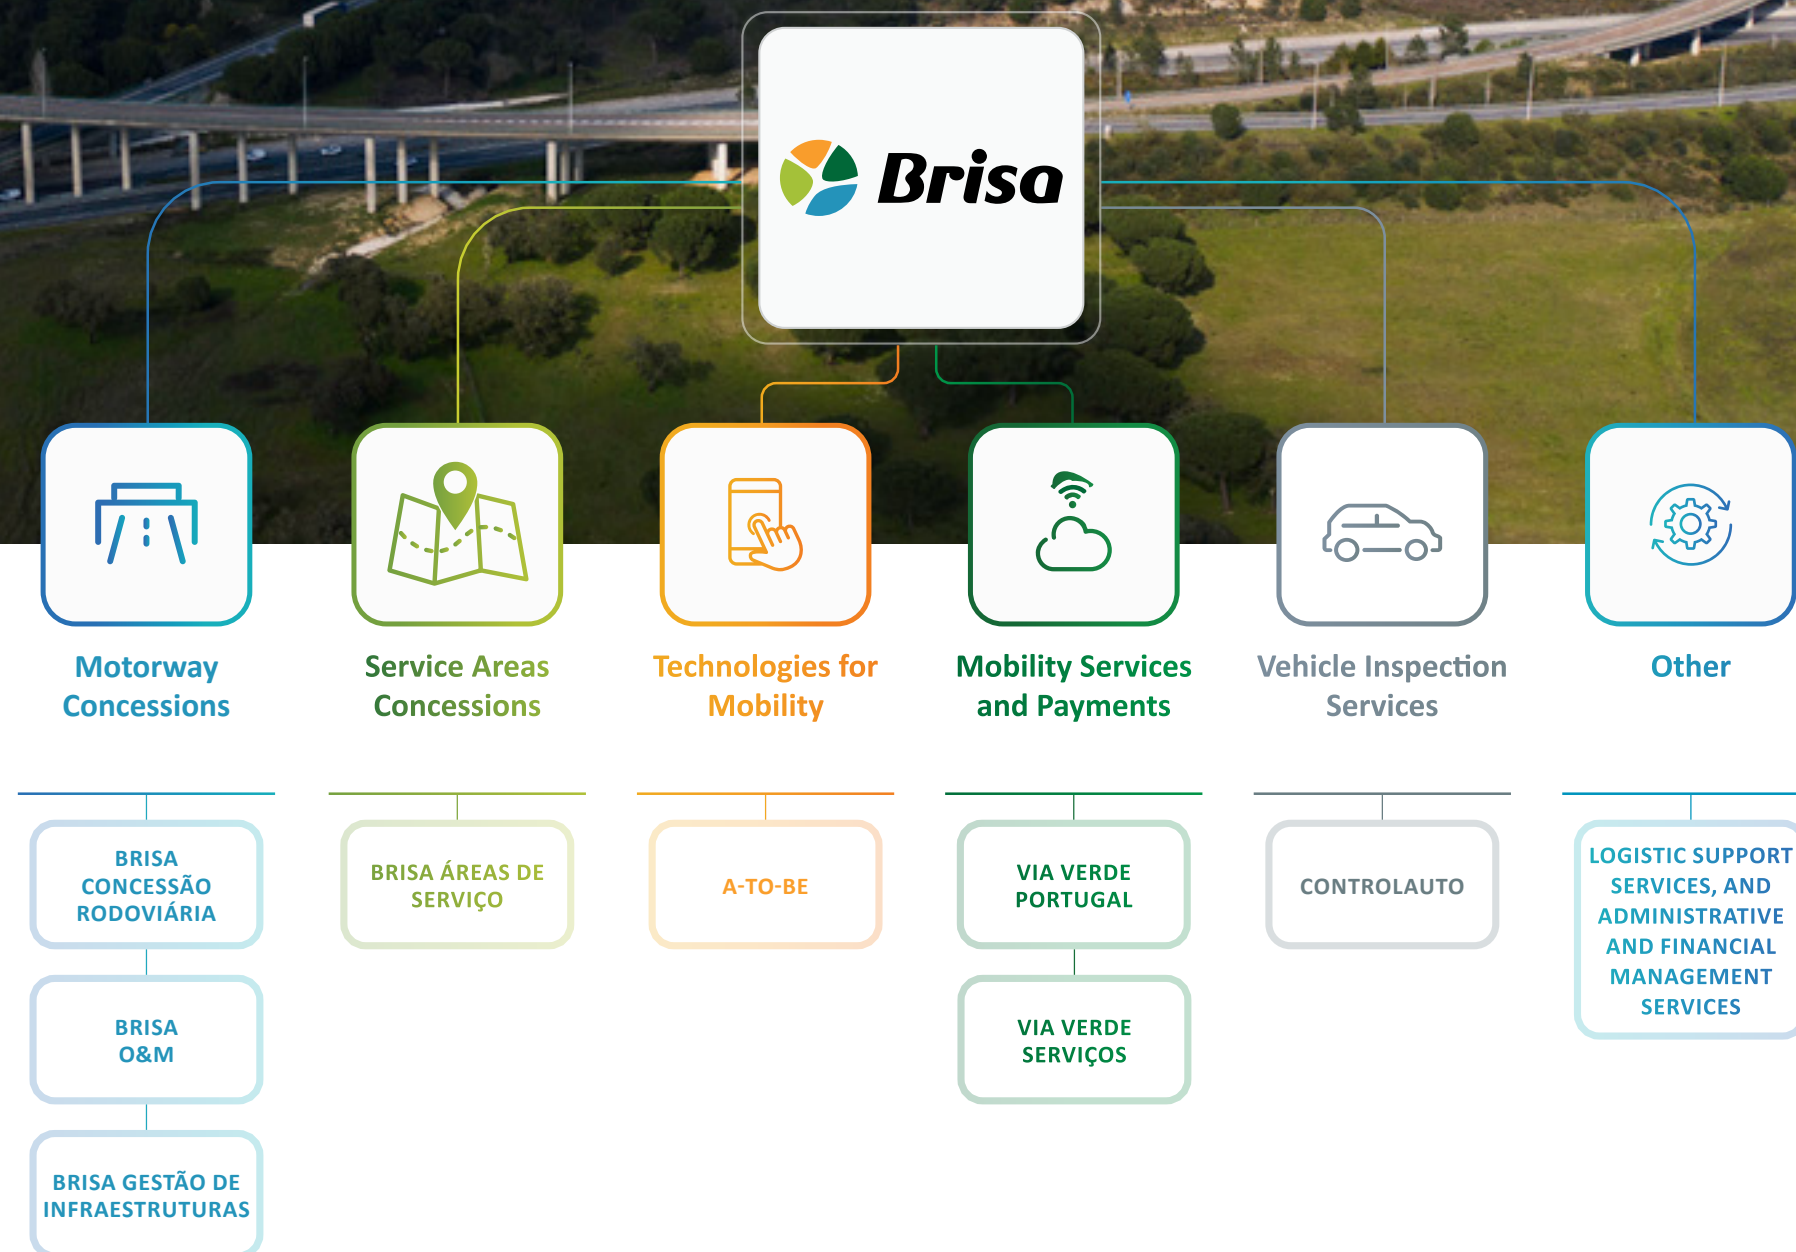 Brisa
Motorway
Concessions
Service Areas
Concessions
Technologies for
Mobility
Mobility Services
and Payments
Vehicle Inspection
Services
Other
BRISA
CONCESSÃO
RODOVIÁRIA
BRISA
O&M
BRISA GESTÃO DE
INFRAESTRUTURAS
BRISA ÁREAS DE
SERVIÇO
A-TO-BE
VIA VERDE
PORTUGAL
VIA VERDE
SERVIÇOS
CONTROLAUTO
LOGISTIC SUPPORT
SERVICES, AND
ADMINISTRATIVE
AND FINANCIAL
MANAGEMENT
SERVICES